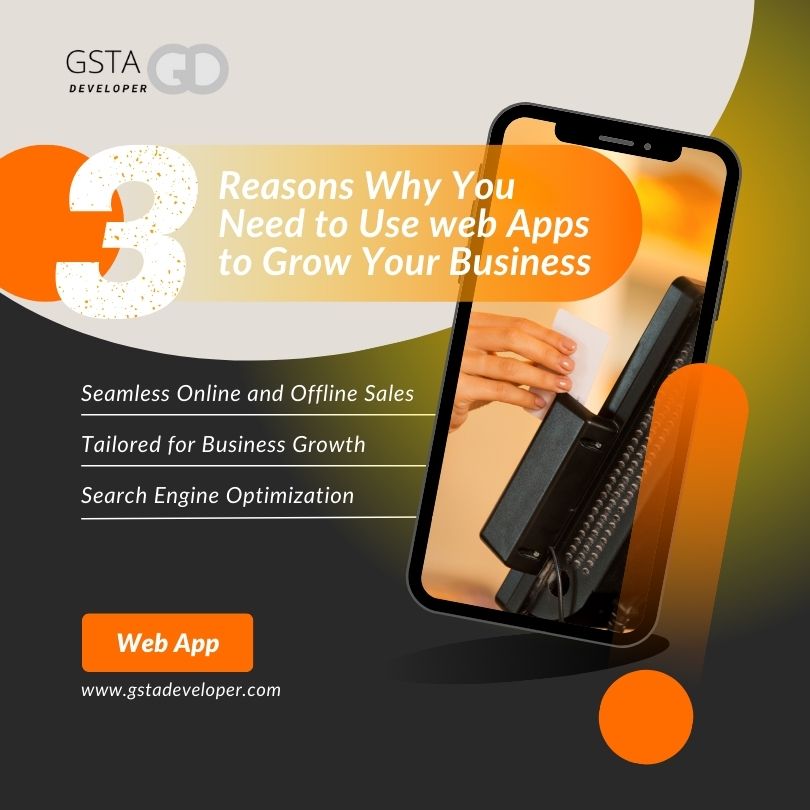 GSTA GD
DEVELOPER
3
Reasons Why You
Need to Use web Apps
to Grow Your Business
Seamless Online and Offline Sales
Tailored for Business Growth
Search Engine Optimization
Web App
www.gstadeveloper.com